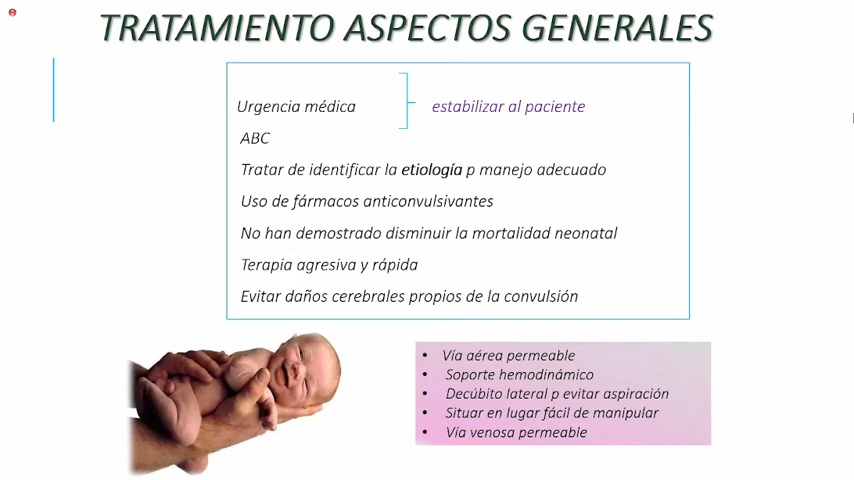 TRATAMIENTO ASPECTOS GENERALES
Urgencia médica estabilizar al paciente
ABC
Tratar de identificar la etiología p manejo adecuado
Uso de fármacos anticonvulsivantes
No han demostrado disminuir la mortalidad neonatal
Terapia agresiva y rápida
Evitar daños cerebrales propios de la convulsión
• Vía aérea permeable
• Soporte hemodinámico
• Decúbito lateral p evitar aspiración
• Situar en lugar fácil de manipular
• Vía venosa permeable